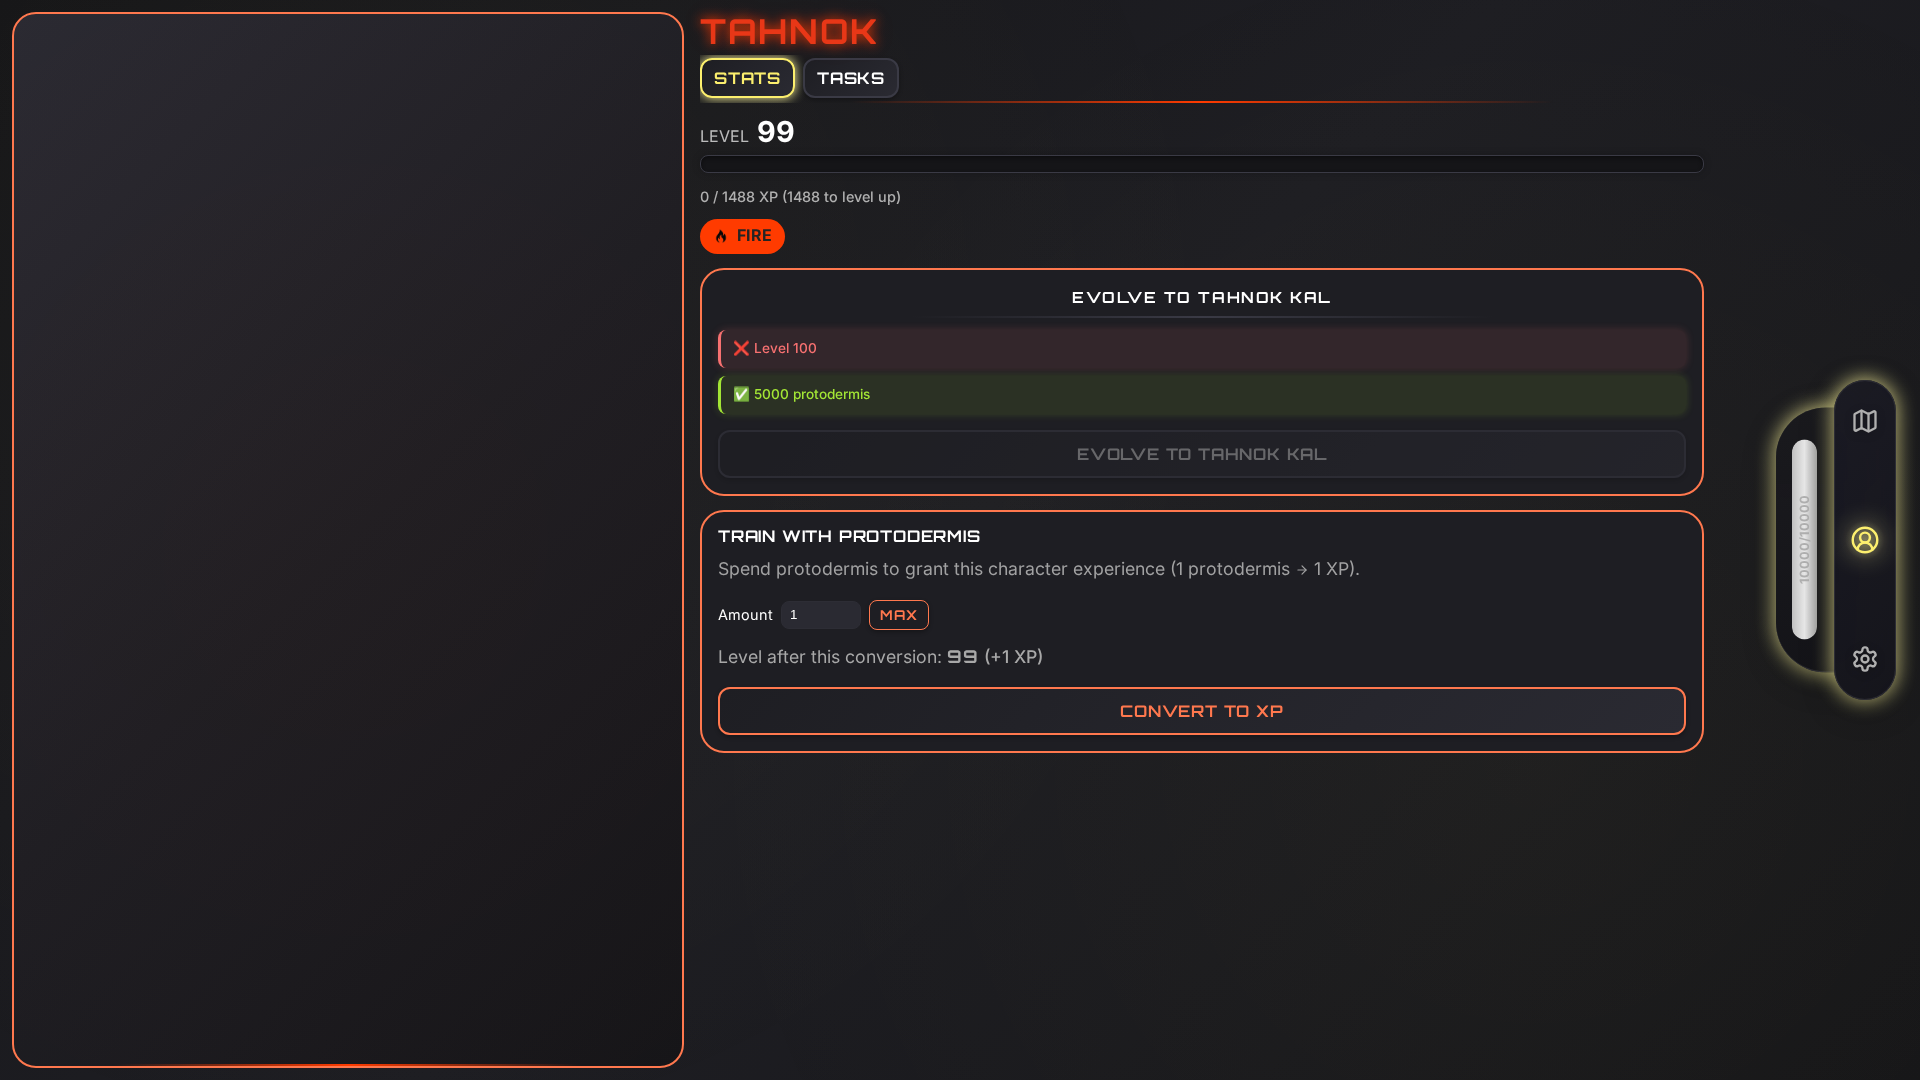 TAHNOK
STATS
TASKS
LEVEL 99
0 / 1488 XP (1488 to level up)
FIRE
EVOLVE TO TAHNOK KAL
❌ Level 100
✅ 5000 protodermis
EVOLVE TO TAHNOK KAL
TRAIN WITH PROTODERMIS
Spend protodermis to grant this character experience (1 protodermis → 1 XP).
Amount 1 MAX
Level after this conversion: 99 (+1 XP)
CONVERT TO XP
10000/10000